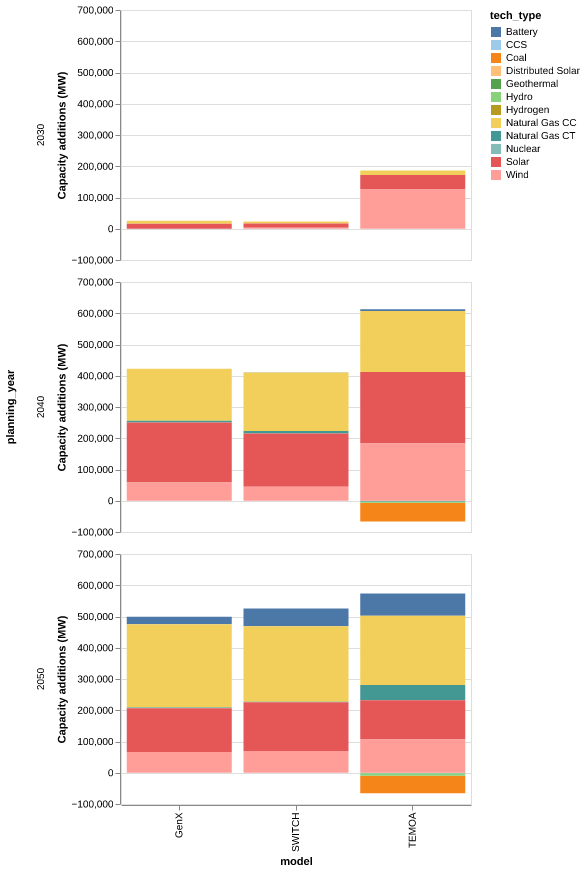 planning_year
2030
Capacity additions (MW)
700,000
600,000
500,000
400,000
300,000
200,000
100,000
0
−100,000
2040
Capacity additions (MW)
700,000
600,000
500,000
400,000
300,000
200,000
100,000
0
−100,000
2050
Capacity additions (MW)
700,000
600,000
500,000
400,000
300,000
200,000
100,000
0
−100,000
GenX
SWITCH
TEMOA
model
tech_type
Battery
CCS
Coal
Distributed Solar
Geothermal
Hydro
Hydrogen
Natural Gas CC
Natural Gas CT
Nuclear
Solar
Wind